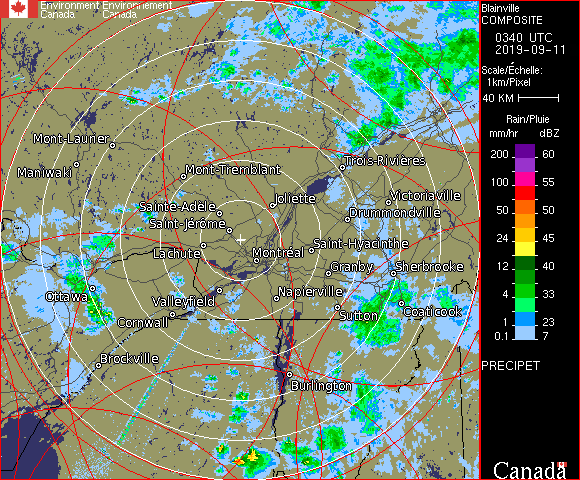 Environment Environnement
Canada Canada
Blainville
COMPOSITE
0340 UTC
2019-09-11
Scale/Échelle:
1km/Pixel
40 KM
Rain/Pluie
mm/hr dBZ
200 60
100 55
50 50
24 45
12 40
4 33
1 23
0.1 7
PRECIPET
Canada
Mont-Laurier
Maniwaki
Mont-Tremblant
Trois-Rivières
Sainte-Adele
Joliette
Victoriaville
Saint-Jérôme
Drummondville
Lachute
Montréal
Saint-Hyacinthe
Granby
Sherbrooke
Ottawa
Valleyfield
Napierville
Cornwall
Sutton
Coaticook
Brockville
Burlington